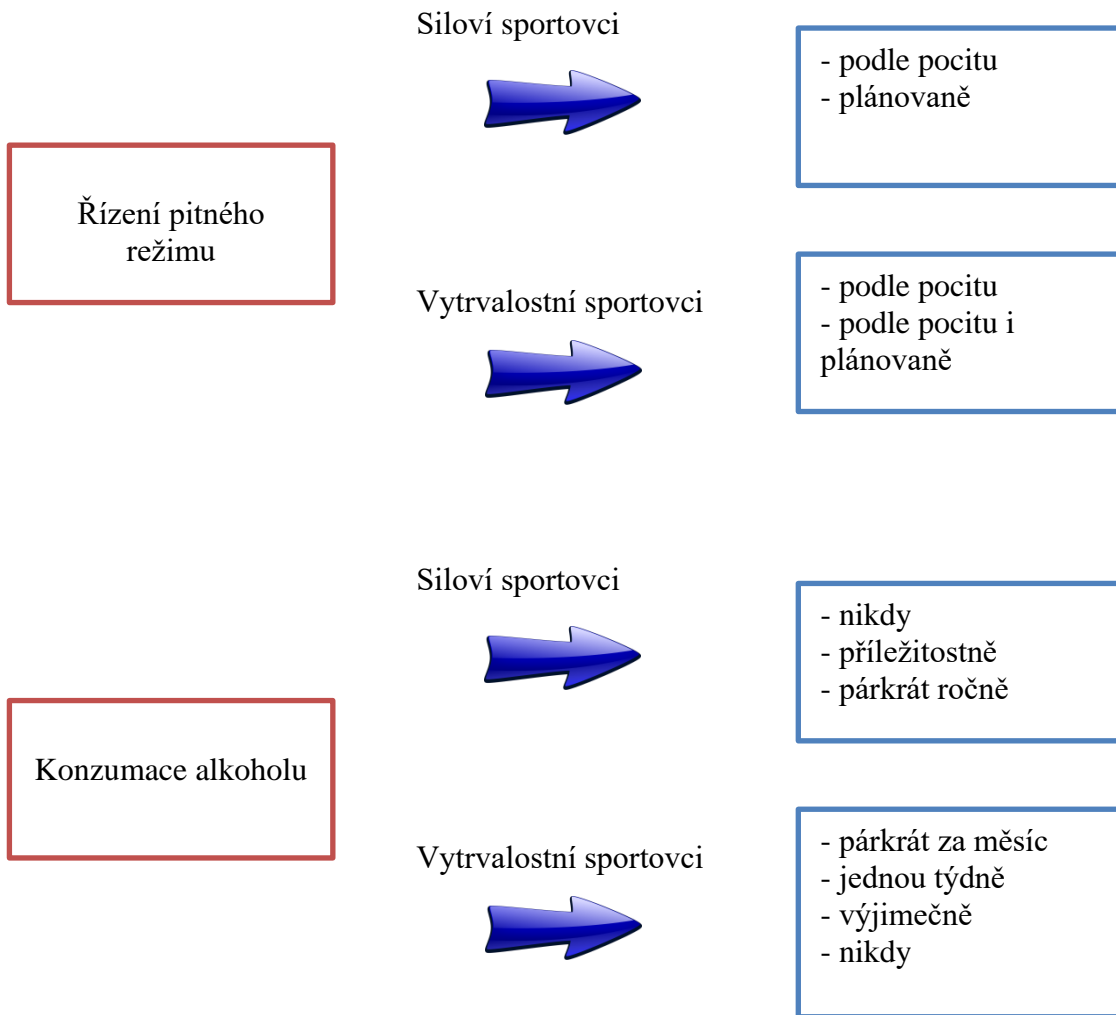 Siloví sportovci
- podle pocitu
- plánovaně
Řízení pitného
režimu
Vytrvalostní sportovci
- podle pocitu
- podle pocitu i
plánovaně
Siloví sportovci
- nikdy
- příležitostně
- párkrát ročně
Konzumace alkoholu
Vytrvalostní sportovci
- párkrát za měsíc
- jednou týdně
- výjimečně
- nikdy